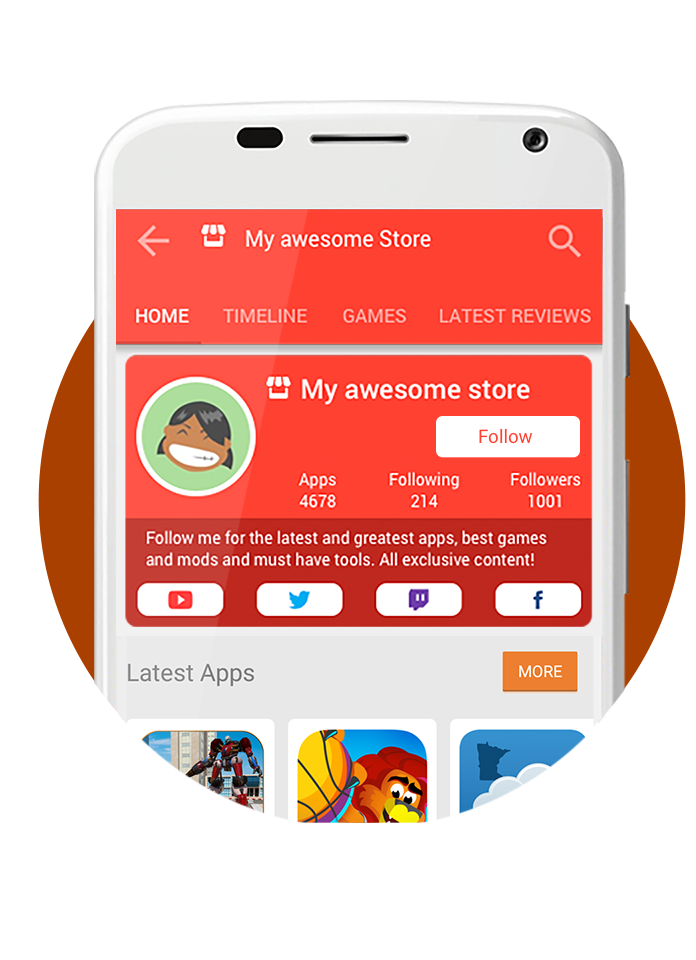 My awesome Store
HOME TIMELINE GAMES LATEST REVIEWS
My awesome store
Follow
Apps Following Followers
4678 214 1001
Follow me for the latest and greatest apps, best games
and mods and must have tools. All exclusive content!
Latest Apps MORE